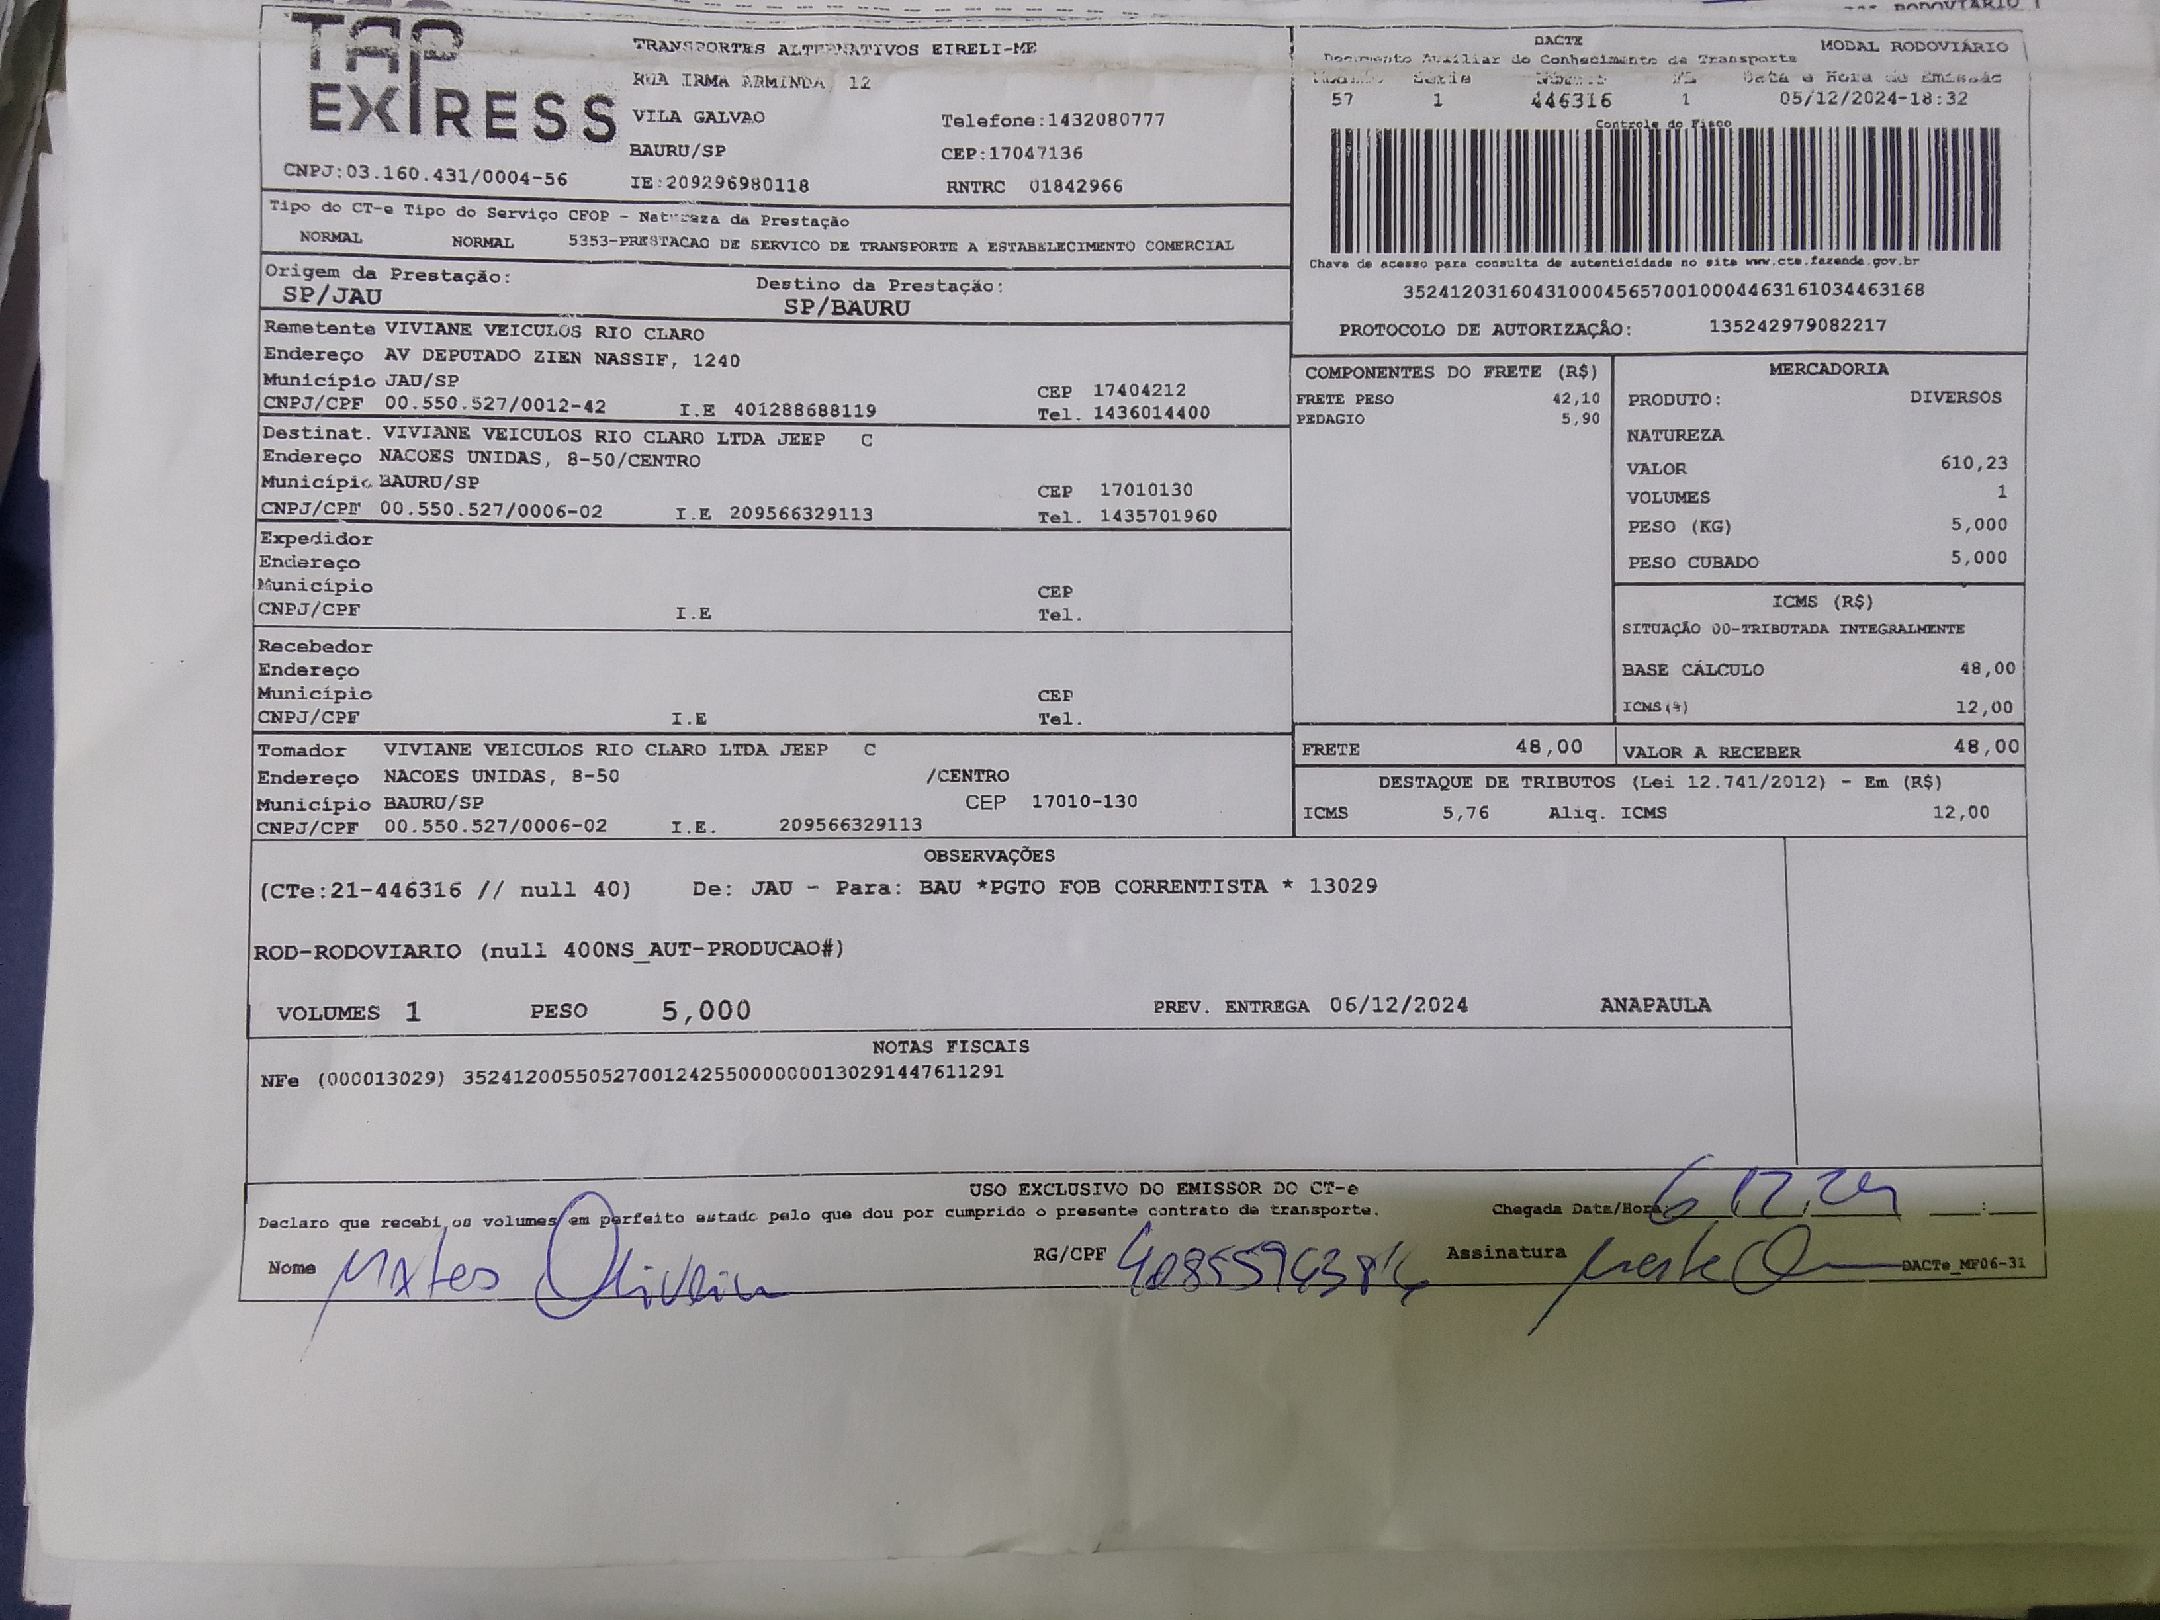 TAP
EXPRESS
CNPJ:03.160.431/0004-56
TRANSPORTES ALTERNATIVOS EIRELI-ME
RUA IRMA ARMINDA, 12
VILA GALVAO Telefone:1432080777
BAURU/SP CEP:17047136
IE:209296980118 RNTRC 01842966
DACTE MODAL RODOVIÁRIO
Documento Auxiliar do Conhecimento de Transporte
Modelo Serie Número FL Data e Hora de Emissão
57 1 446316 1 05/12/2024-18:32
Controle do Fisco
Chave de acesso para consulta de autenticidade no site www.cte.fazenda.gov.br
35241203160431000456570010004463161034463168
PROTOCOLO DE AUTORIZAÇÃO: 135242979082217
Tipo do CT-e Tipo do Serviço CFOP - Natureza da Prestação
NORMAL NORMAL 5353-PRESTACAO DE SERVICO DE TRANSPORTE A ESTABELECIMENTO COMERCIAL
Origem da Prestação: Destino da Prestação:
SP/JAU SP/BAURU
Remetente VIVIANE VEICULOS RIO CLARO
Endereço AV DEPUTADO ZIEN NASSIF, 1240
Município JAU/SP CEP 17404212
CNPJ/CPF 00.550.527/0012-42 I.E 401288688119 Tel. 1436014400
Destinat. VIVIANE VEICULOS RIO CLARO LTDA JEEP C
Endereço NACOES UNIDAS, 8-50/CENTRO
Município BAURU/SP CEP 17010130
CNPJ/CPF 00.550.527/0006-02 I.E 209566329113 Tel. 1435701960
Expedidor
Endereço
Município CEP
CNPJ/CPF I.E Tel.
Recebedor
Endereço
Município CEP
CNPJ/CPF I.E Tel.
Tomador VIVIANE VEICULOS RIO CLARO LTDA JEEP C
Endereço NACOES UNIDAS, 8-50 /CENTRO
Município BAURU/SP CEP 17010-130
CNPJ/CPF 00.550.527/0006-02 I.E. 209566329113
COMPONENTES DO FRETE (R$)
FRETE PESO 42,10
PEDAGIO 5,90
MERCADORIA
PRODUTO: DIVERSOS
NATUREZA
VALOR 610,23
VOLUMES 1
PESO (KG) 5,000
PESO CUBADO 5,000
ICMS (R$)
SITUAÇÃO 00-TRIBUTADA INTEGRALMENTE
BASE CÁLCULO 48,00
ICMS(%) 12,00
FRETE 48,00 VALOR A RECEBER 48,00
DESTAQUE DE TRIBUTOS (Lei 12.741/2012) - Em (R$)
ICMS 5,76 Aliq. ICMS 12,00
OBSERVAÇÕES
(CTe:21-446316 // null 40) De: JAU - Para: BAU *PGTO FOB CORRENTISTA * 13029
ROD-RODOVIARIO (null 400NS_AUT-PRODUCAO#)
VOLUMES 1 PESO 5,000 PREV. ENTREGA 06/12/2024 ANAPAULA
NOTAS FISCAIS
NFe (000013029) 35241200550527001242550000000130291447611291
USO EXCLUSIVO DO EMISSOR DO CT-e
Declaro que recebi os volumes em perfeito estado pelo que dou por cumprido o presente contrato de transporte. Chegada Data/Hora: 6 12.24 __:__
Nome Oliveira RG/CPF Assinatura DACTe_MF06-31